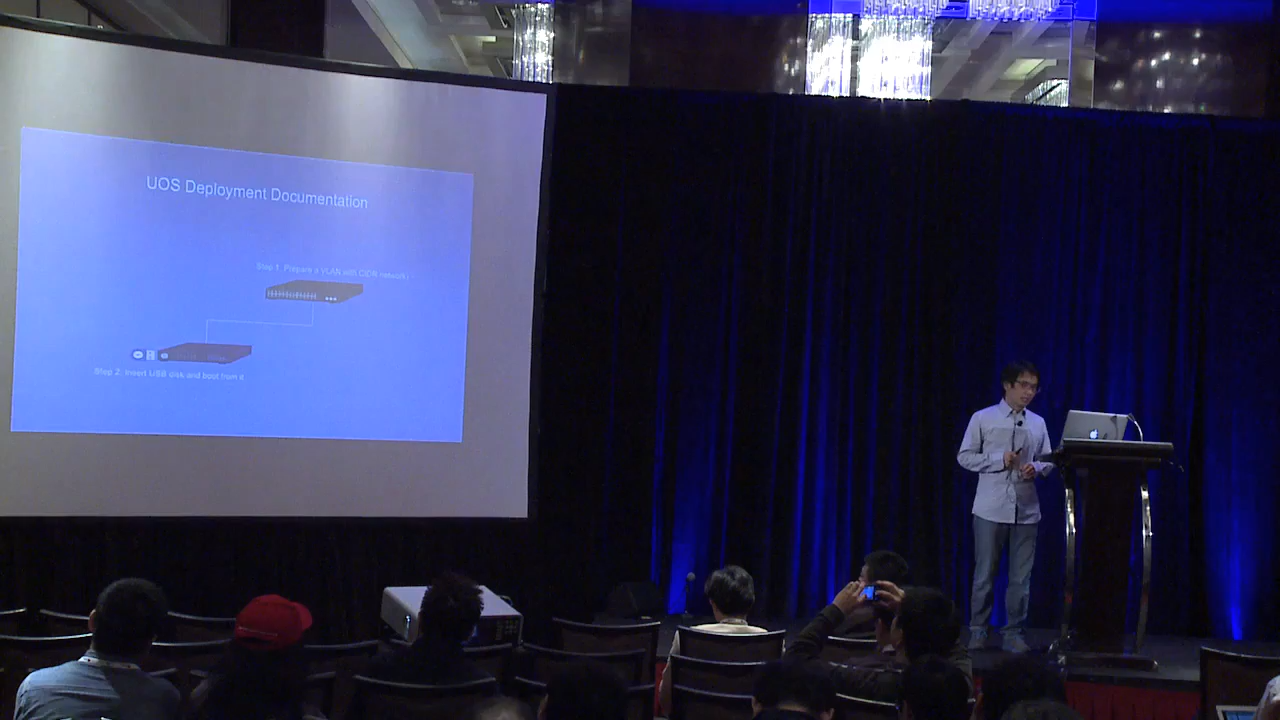 UOS Deployment Documentation
Step 1: Prepare a VLAN with CIDR network
Step 2: Insert USB disk and boot from it